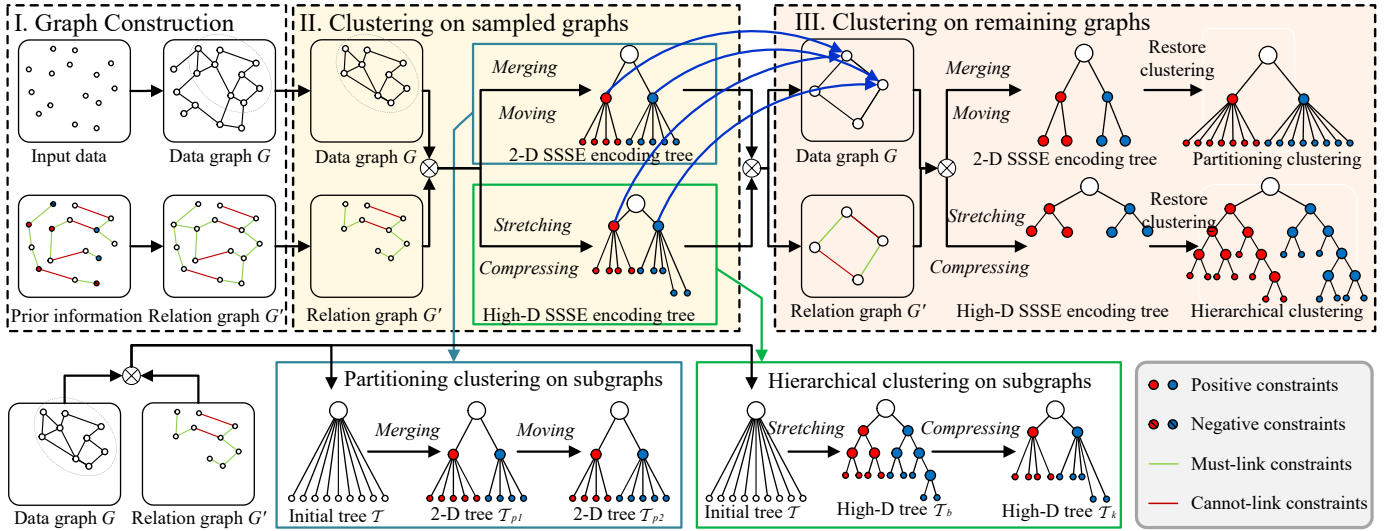 I. Graph Construction
Input data
Data graph G
Prior information
Relation graph G′
II. Clustering on sampled graphs
Data graph G
Relation graph G′
Merging
Moving
2-D SSSE encoding tree
Stretching
Compressing
High-D SSSE encoding tree
III. Clustering on remaining graphs
Data graph G
Relation graph G′
Merging
Moving
2-D SSSE encoding tree
Restore
clustering
Partitioning clustering
Stretching
Compressing
High-D SSSE encoding tree
Restore
clustering
Hierarchical clustering
Data graph G
Relation graph G′
Partitioning clustering on subgraphs
Initial tree 𝒯
Merging
2-D tree 𝒯p1
Moving
2-D tree 𝒯p2
Hierarchical clustering on subgraphs
Initial tree 𝒯
Stretching
High-D tree 𝒯b
Compressing
High-D tree 𝒯k
Positive constraints
Negative constraints
Must-link constraints
Cannot-link constraints